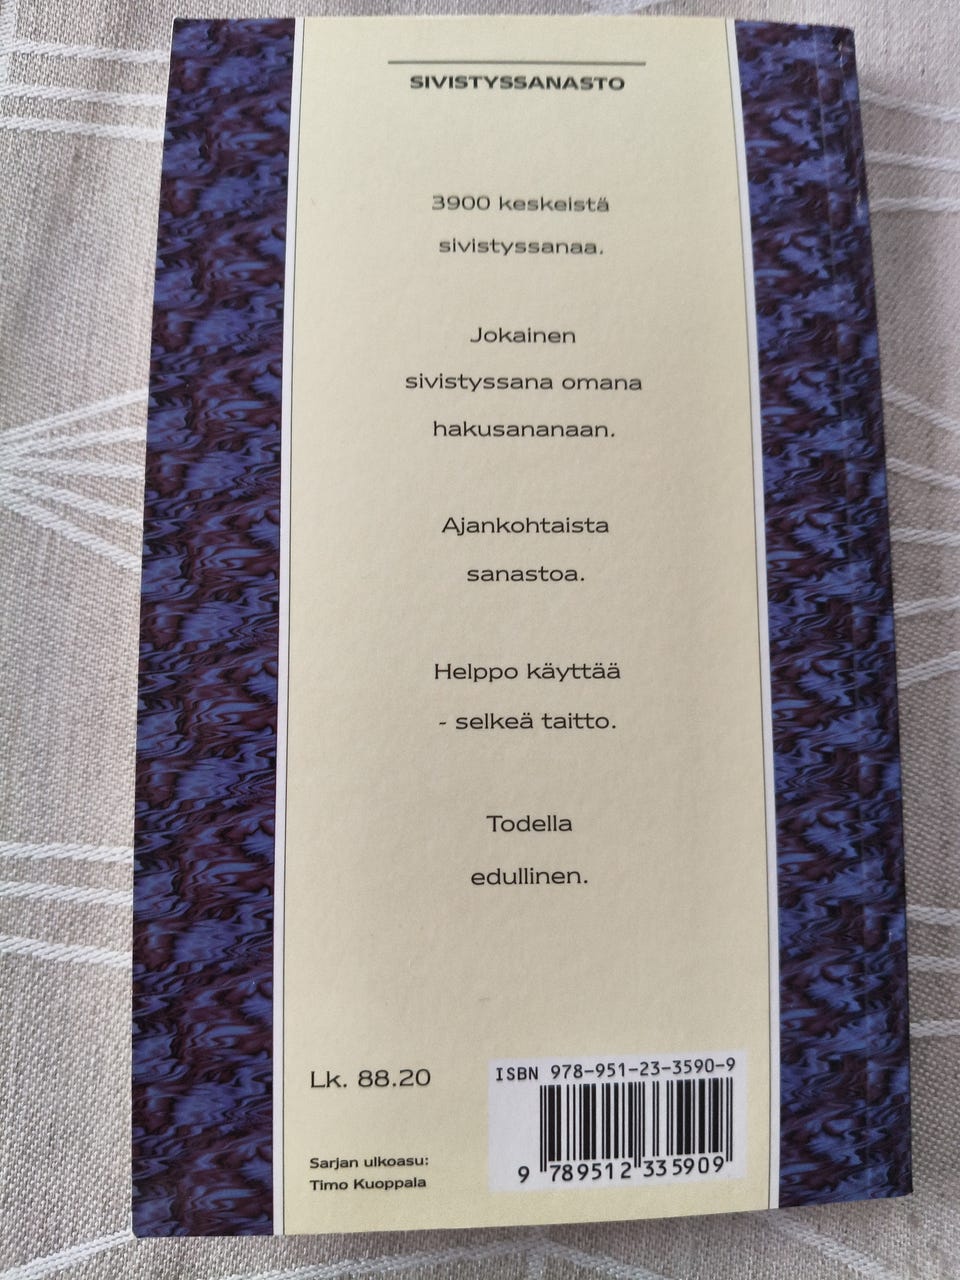 SIVISTYSSANASTO
3900 keskeistä
sivistyssanaa.
Jokainen
sivistyssana omana
hakusananaan.
Ajankohtaista
sanastoa.
Helppo käyttää
- selkeä taitto.
Todella
edullinen.
Lk. 88.20
Sarjan ulkoasu:
Timo Kuoppala
ISBN 978-951-23-3590-9
9 789512 335909